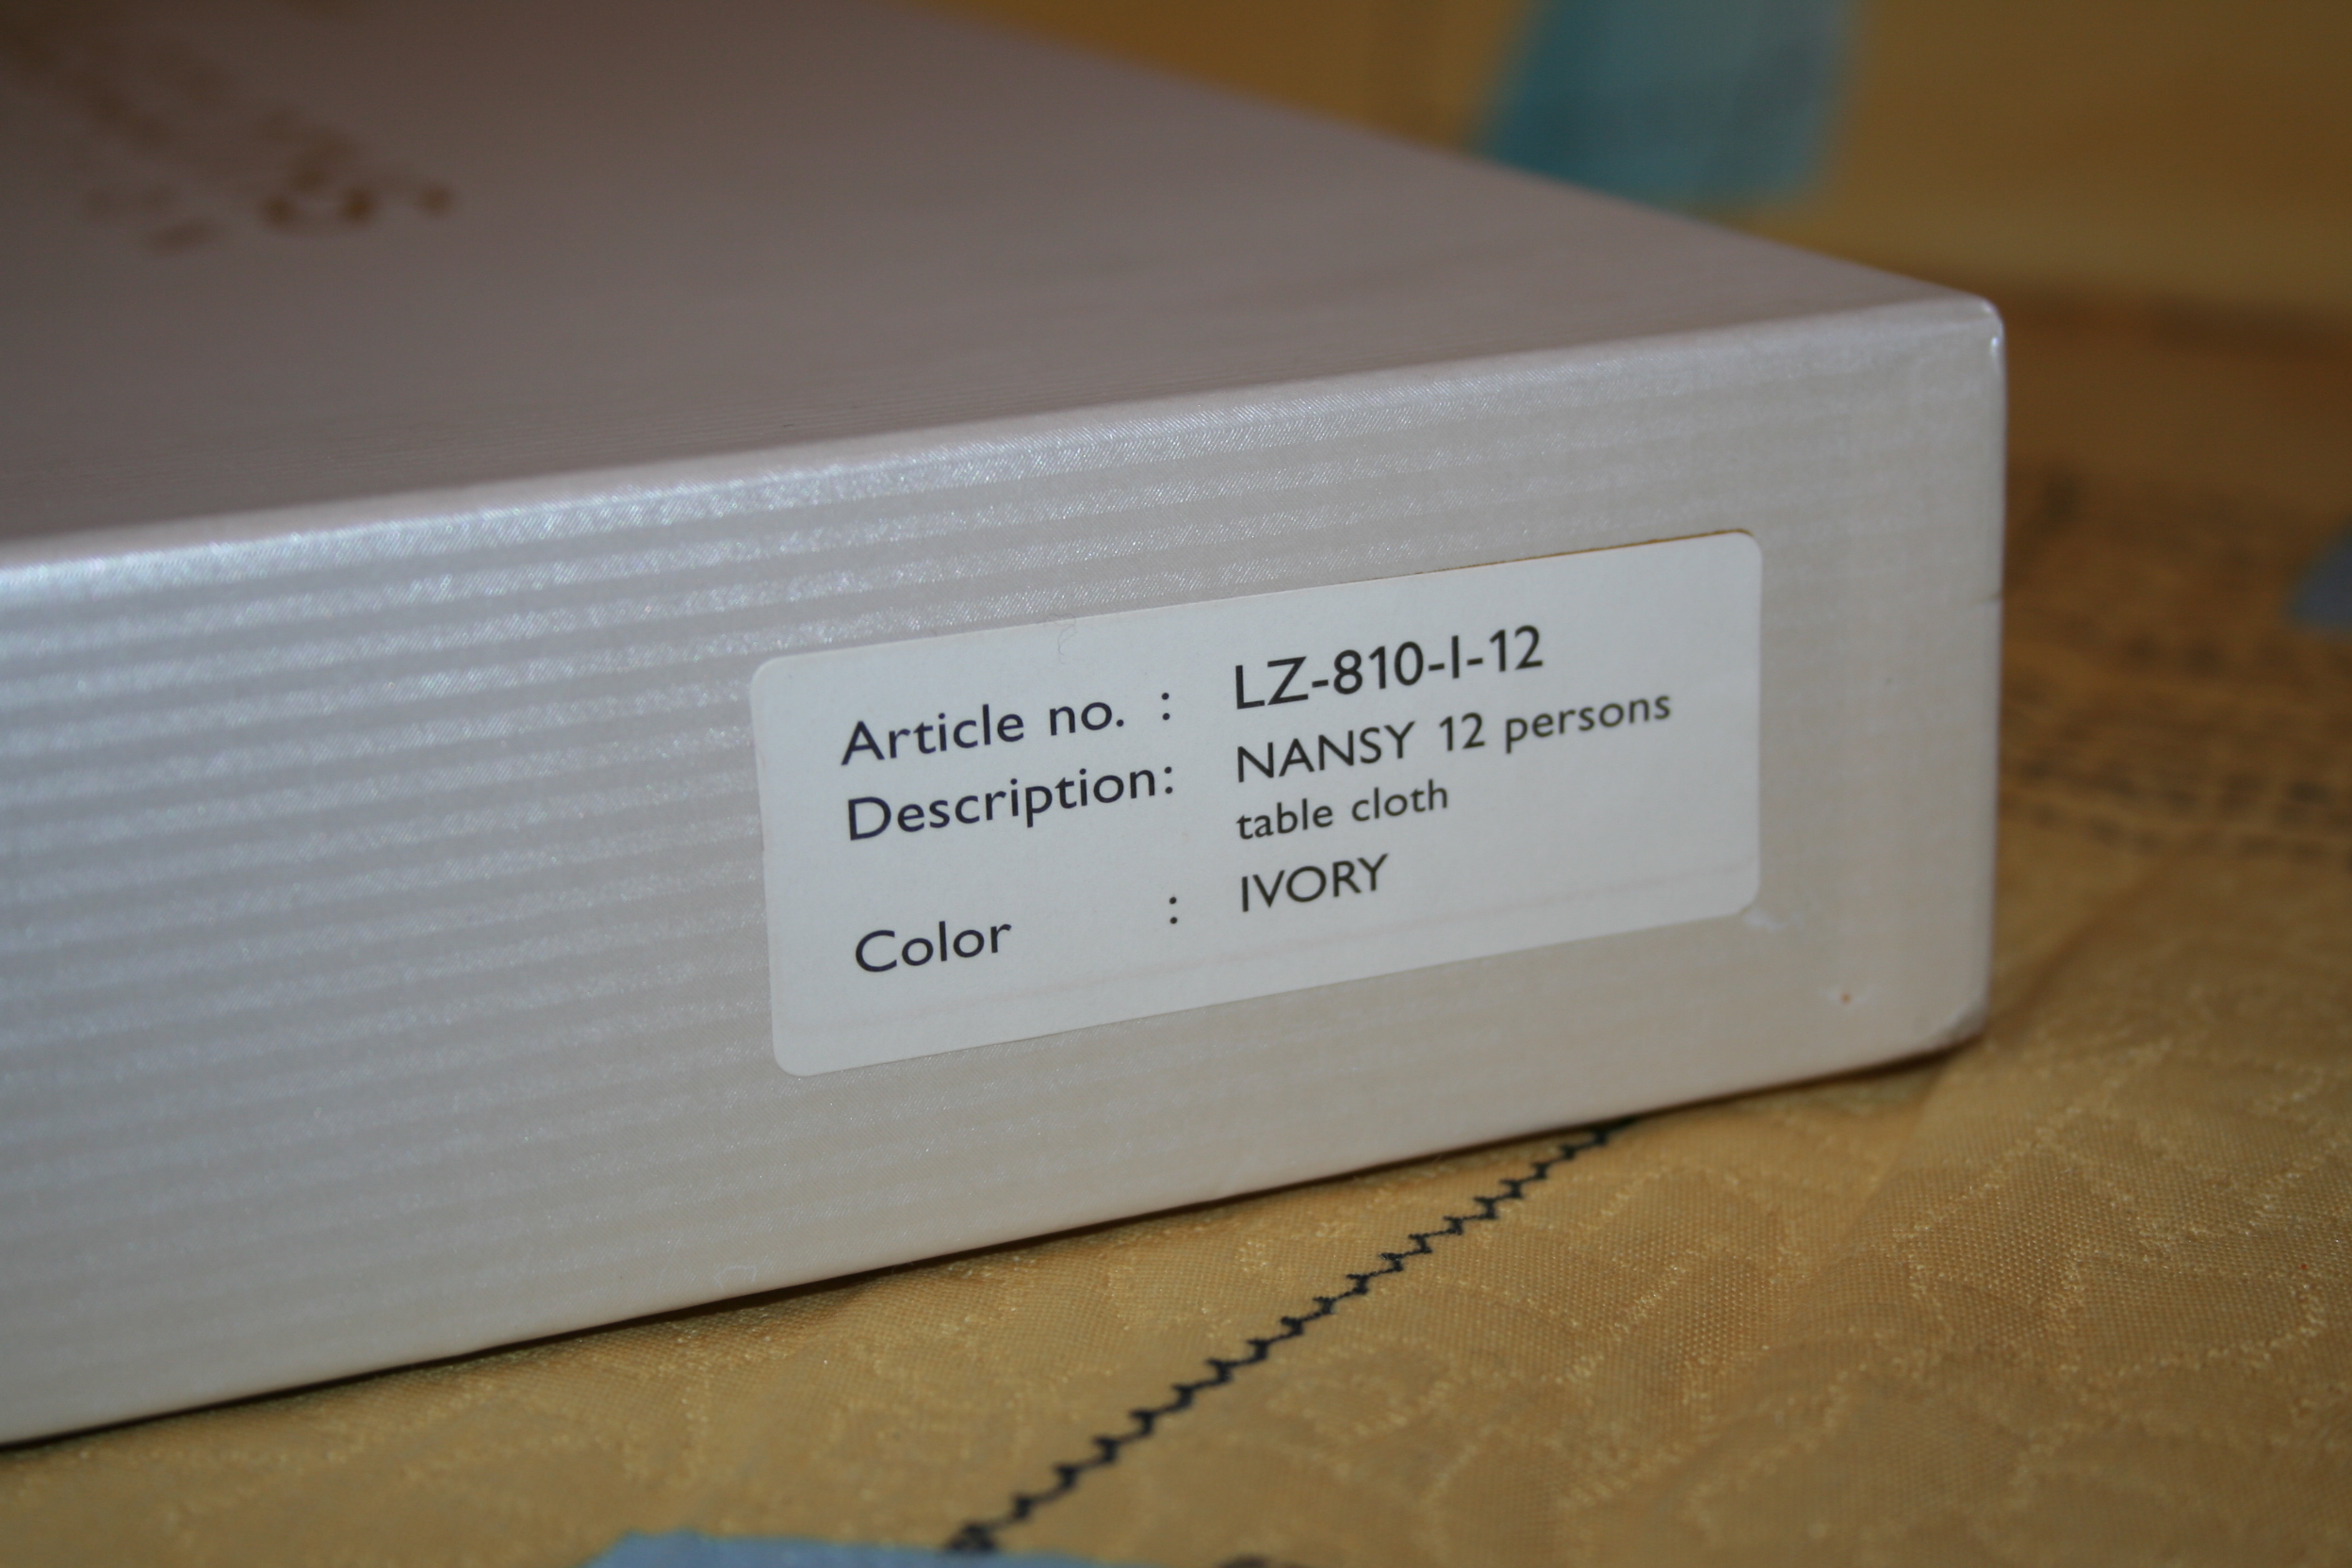 Article no. : LZ-810-I-12
Description: NANSY 12 persons
table cloth
Color : IVORY